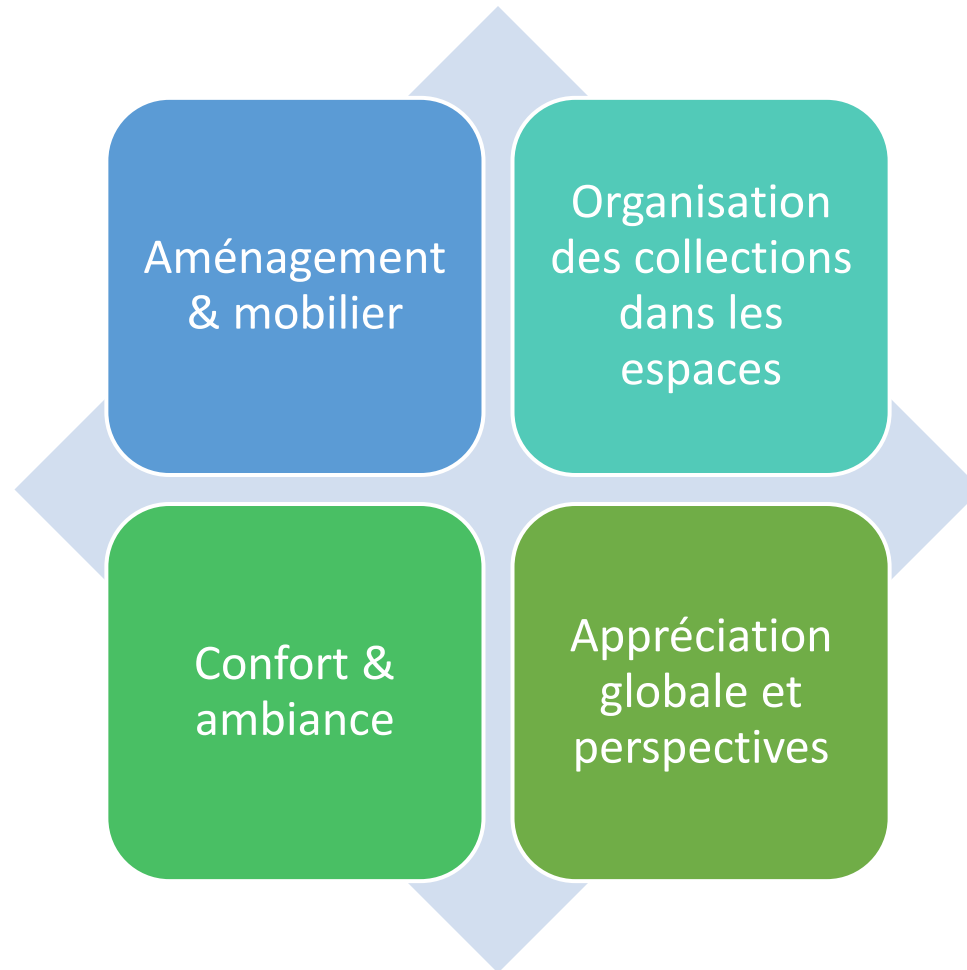 Aménagement
& mobilier
Organisation
des collections
dans les
espaces
Confort &
ambiance
Appréciation
globale et
perspectives